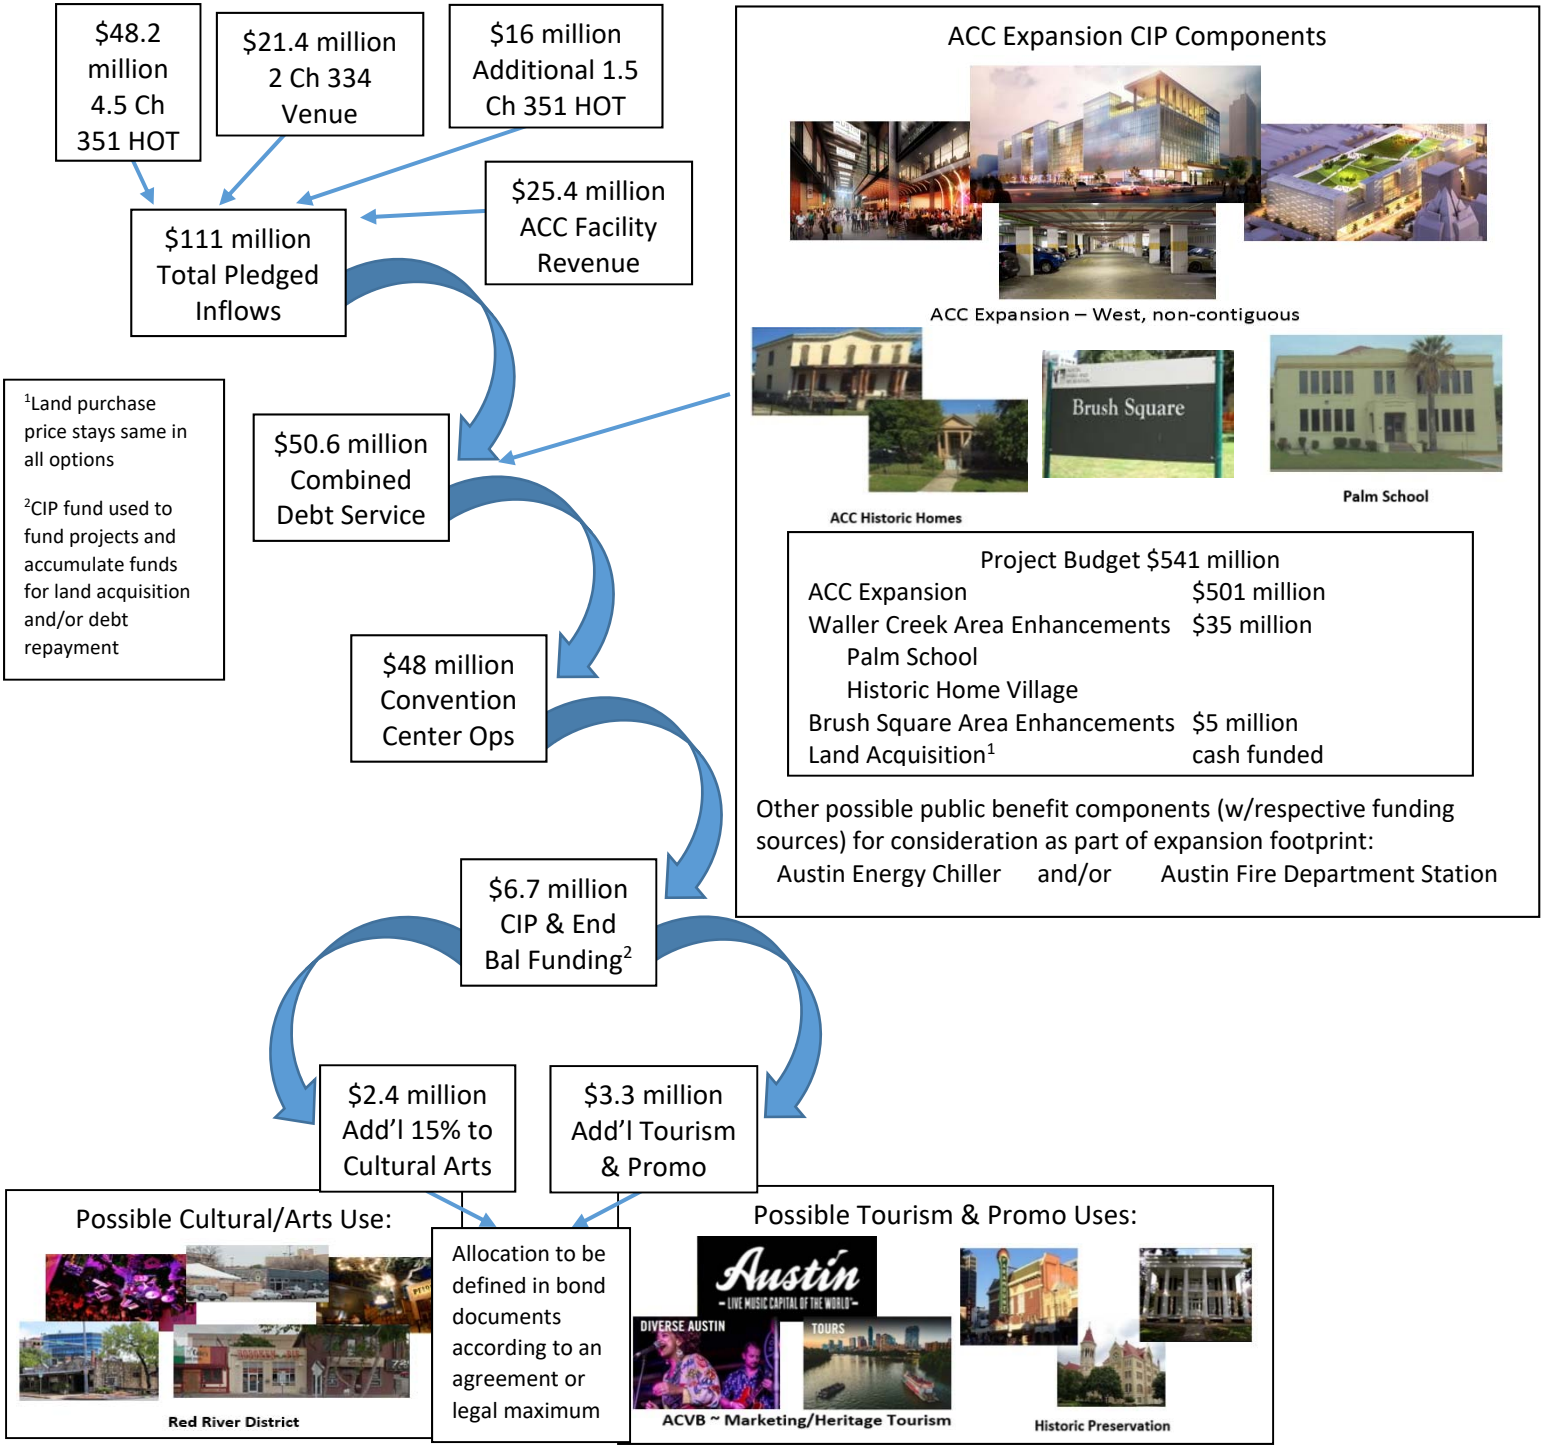 $48.2
million
4.5 Ch
351 HOT
$21.4 million
2 Ch 334
Venue
$16 million
Additional 1.5
Ch 351 HOT
$25.4 million
ACC Facility
Revenue
$111 million
Total Pledged
Inflows
¹Land purchase
price stays same in
all options
²CIP fund used to
fund projects and
accumulate funds
for land acquisition
and/or debt
repayment
$50.6 million
Combined
Debt Service
$48 million
Convention
Center Ops
$6.7 million
CIP & End
Bal Funding²
$2.4 million
Add’l 15% to
Cultural Arts
$3.3 million
Add’l Tourism
& Promo
ACC Expansion CIP Components
ACC Expansion – West, non-contiguous
Brush Square
Palm School
ACC Historic Homes
Project Budget $541 million
ACC Expansion $501 million
Waller Creek Area Enhancements $35 million
Palm School
Historic Home Village
Brush Square Area Enhancements $5 million
Land Acquisition¹ cash funded
Other possible public benefit components (w/respective funding
sources) for consideration as part of expansion footprint:
Austin Energy Chiller and/or Austin Fire Department Station
Possible Cultural/Arts Use:
Red River District
Allocation to be
defined in bond
documents
according to an
agreement or
legal maximum
Possible Tourism & Promo Uses:
Austin
LIVE MUSIC CAPITAL OF THE WORLD
DIVERSE AUSTIN
TOURS
ACVB ~ Marketing/Heritage Tourism
Historic Preservation